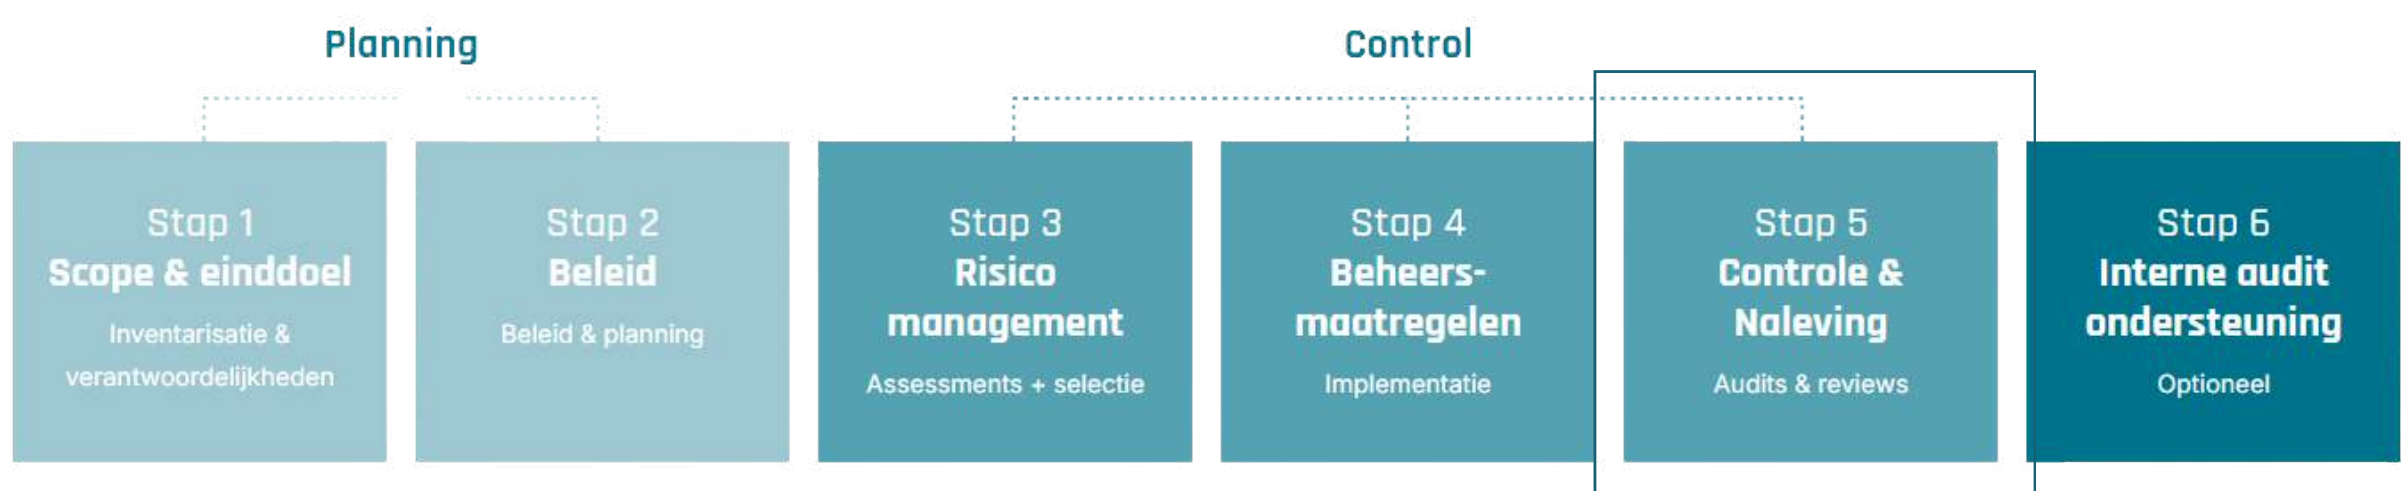 Planning
Control
Stap 1
Scope & einddoel
Inventarisatie &
verantwoordelijkheden
Stap 2
Beleid
Beleid & planning
Stap 3
Risico
management
Assessments + selectie
Stap 4
Beheers-
maatregelen
Implementatie
Stap 5
Controle &
Naleving
Audits & reviews
Stap 6
Interne audit
ondersteuning
Optioneel